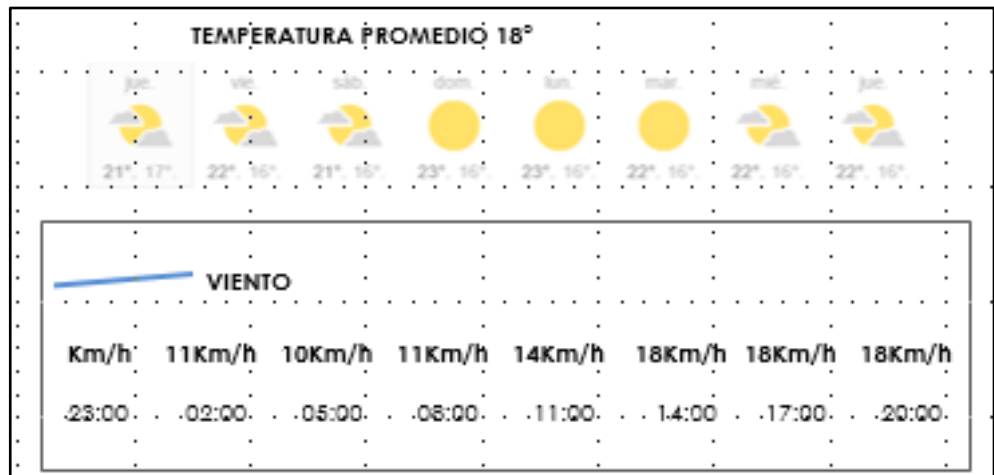 TEMPERATURA PROMEDIO 18°
jue. vie. sáb. dom. lun. mar. mié. jue.
21° 17° 22° 16° 21° 16° 23° 16° 23° 16° 22° 16° 22° 16° 22° 16°
VIENTO
Km/h 11Km/h 10Km/h 11Km/h 14Km/h 18Km/h 18Km/h 18Km/h
23:00 02:00 05:00 08:00 11:00 14:00 17:00 20:00